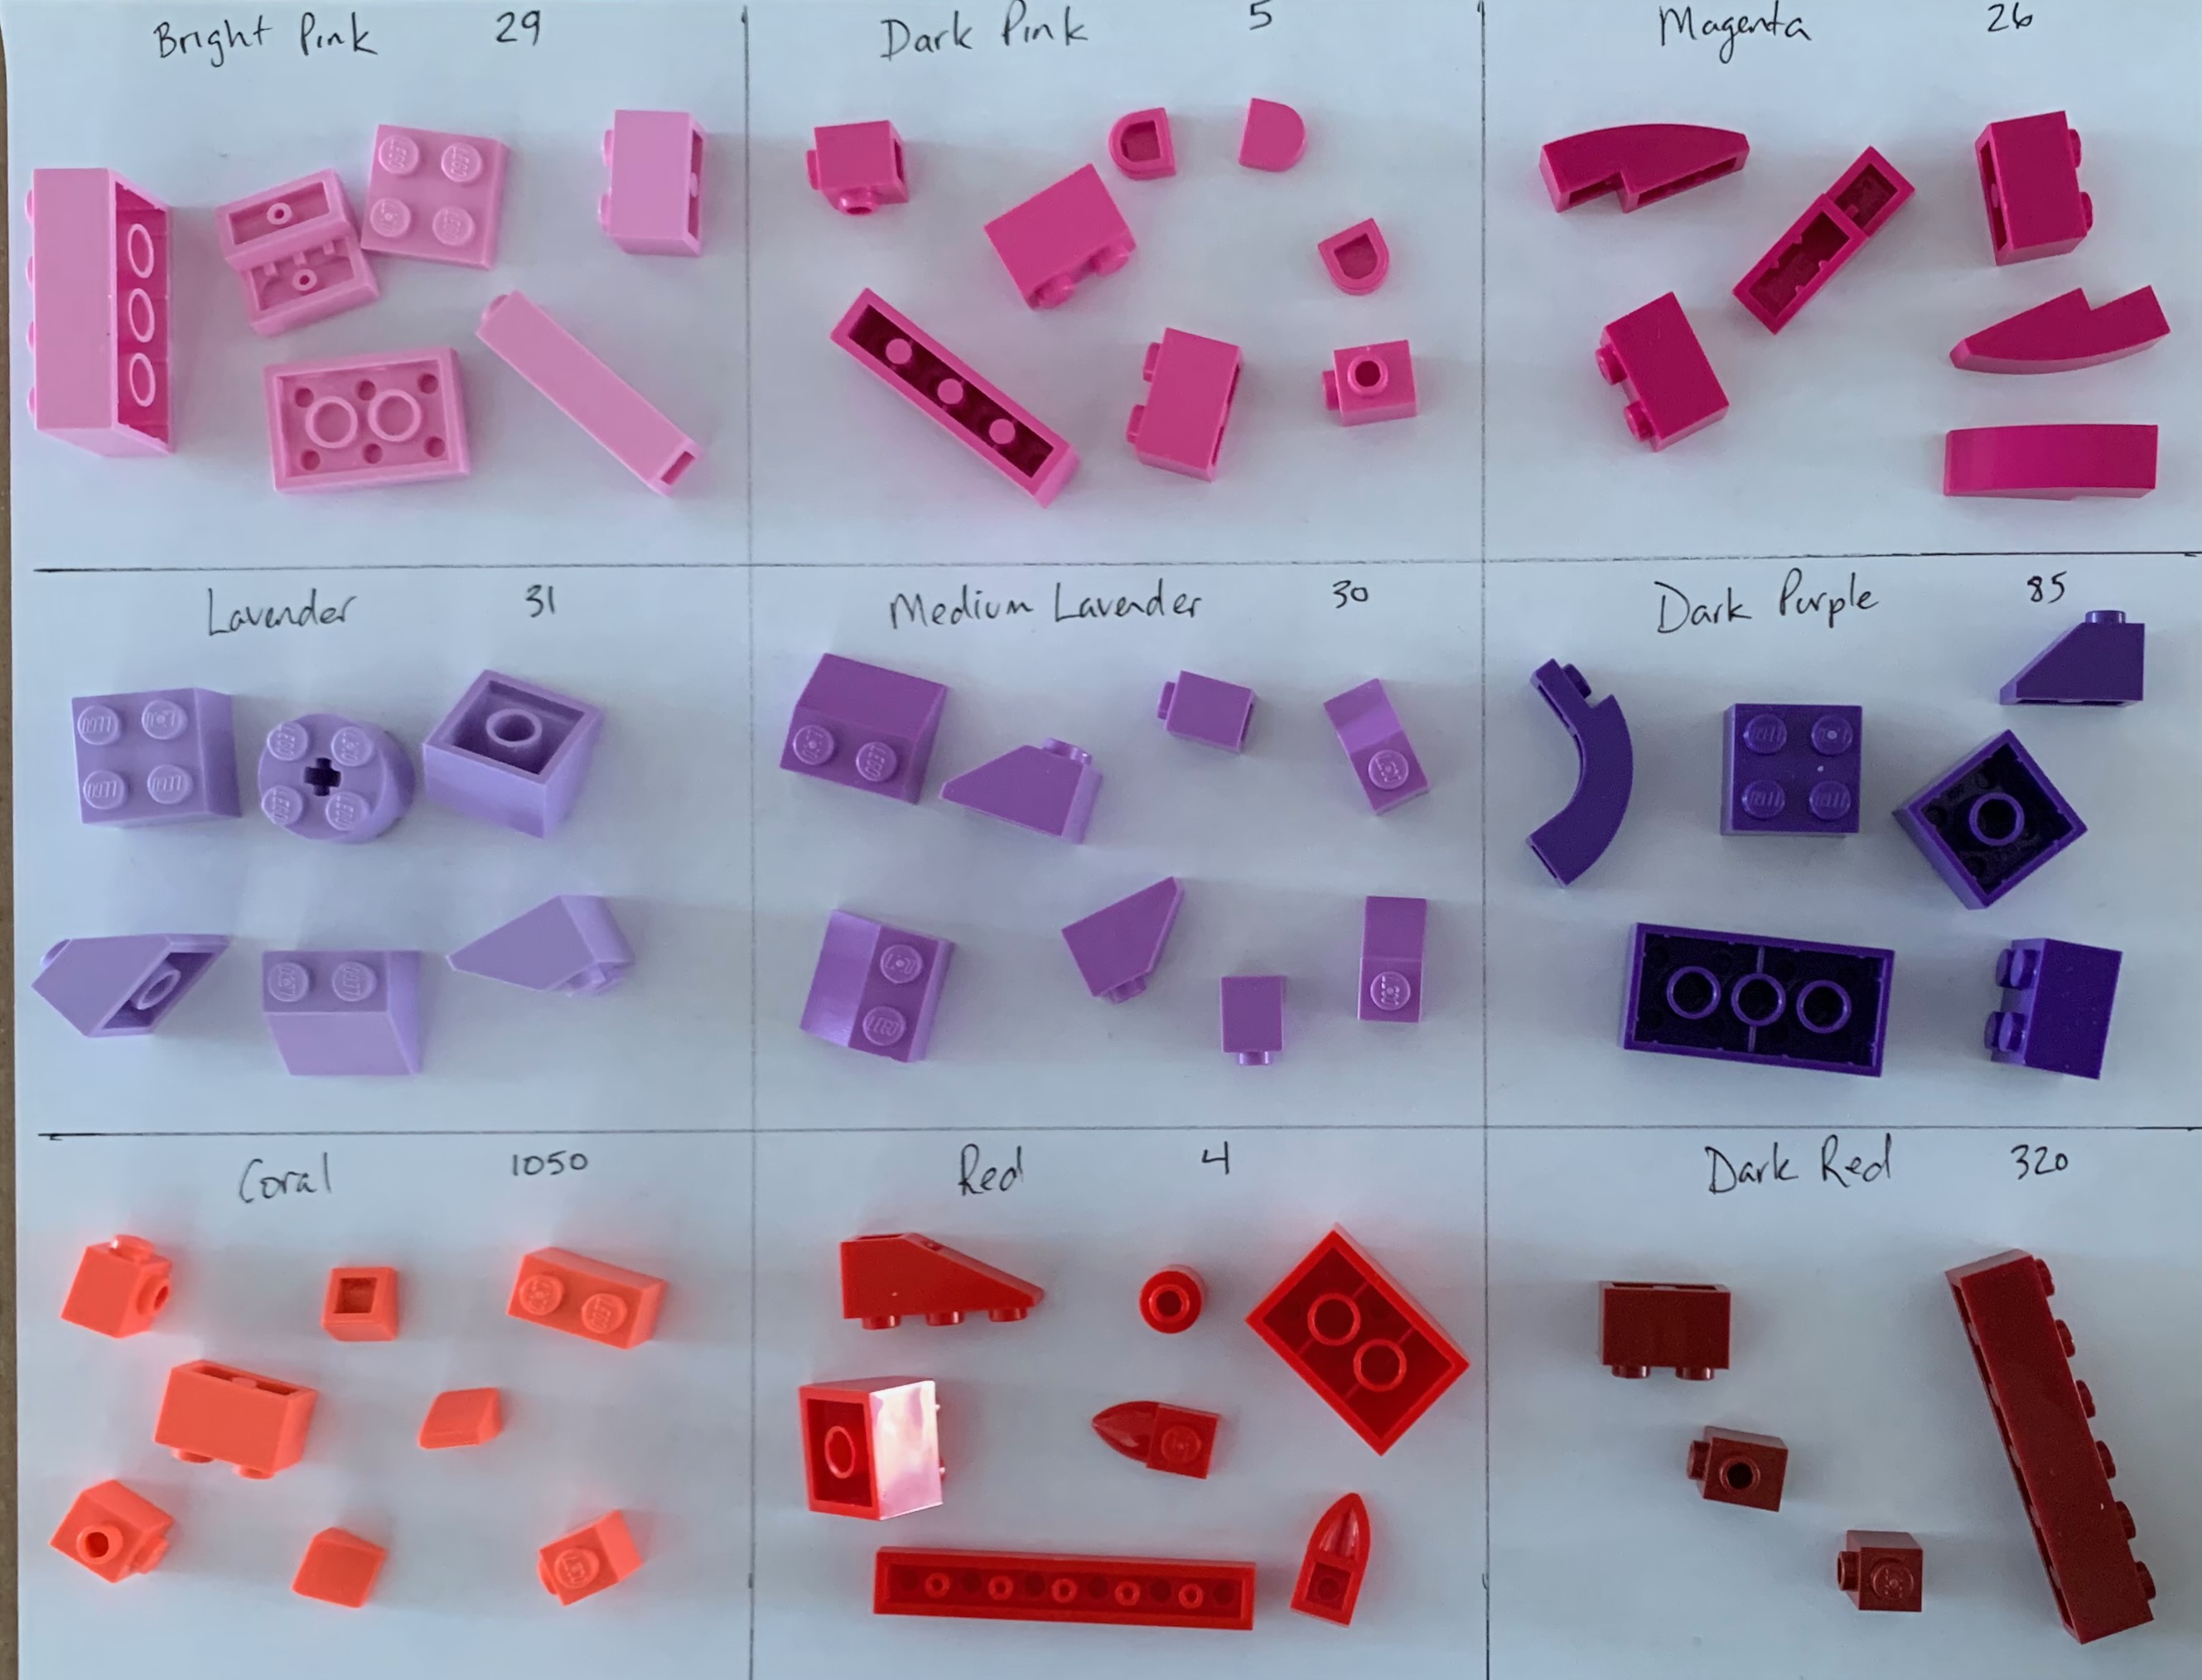 Bright Pink 29
Dark Pink 5
Magenta 26
Lavender 31
Medium Lavender 30
Dark Purple 85
Coral 1050
Red 4
Dark Red 320